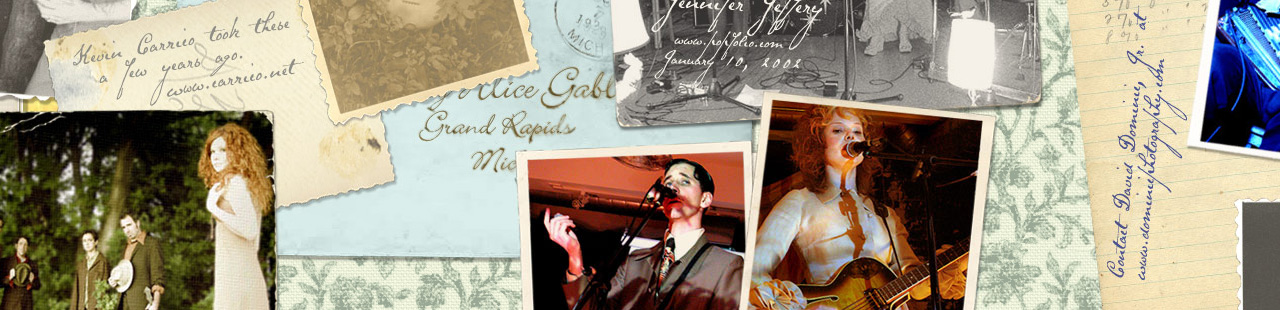 Kevin Carrico took these
a few years ago.
www.carrico.net
MICH
Alice Gabl
Grand Rapids
Jennifer Jeffery
www.popfolio.com
January 10, 2002
Contact David Dominic, Jr. at
www.dominicphotography.com